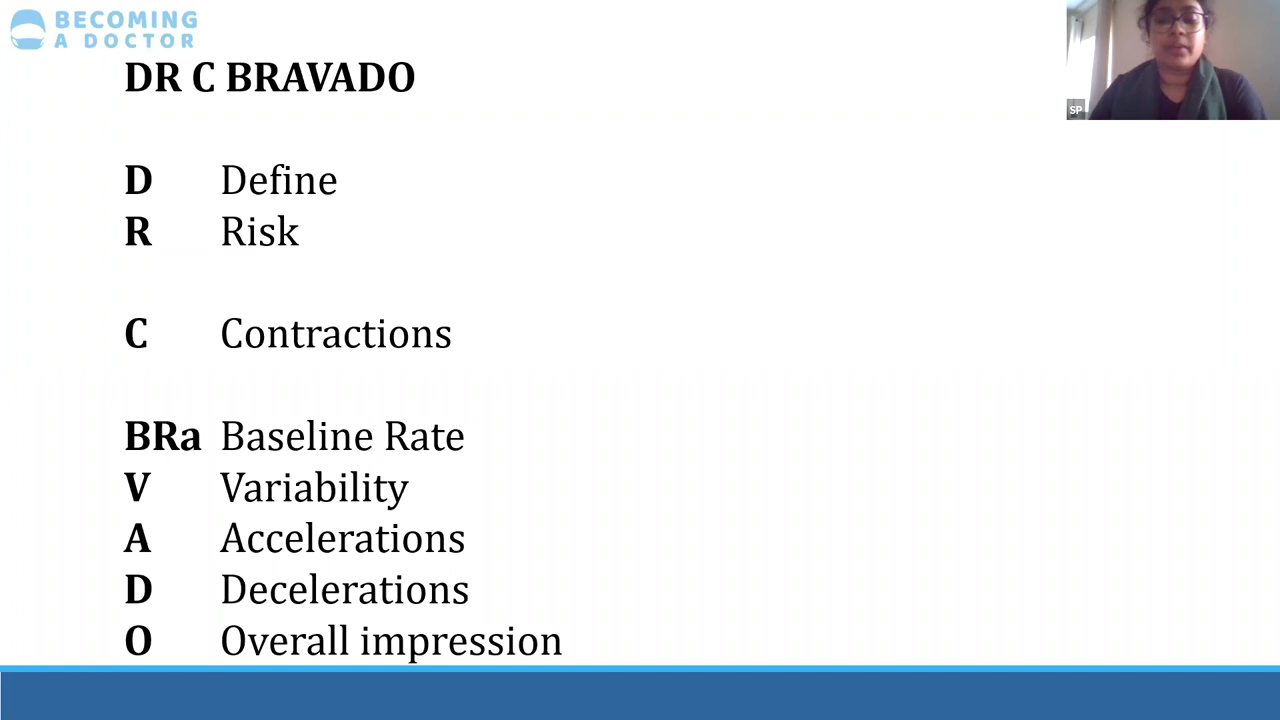 BECOMING
A DOCTOR
SP
DR C BRAVADO
D Define
R Risk
C Contractions
BRa Baseline Rate
V Variability
A Accelerations
D Decelerations
O Overall impression